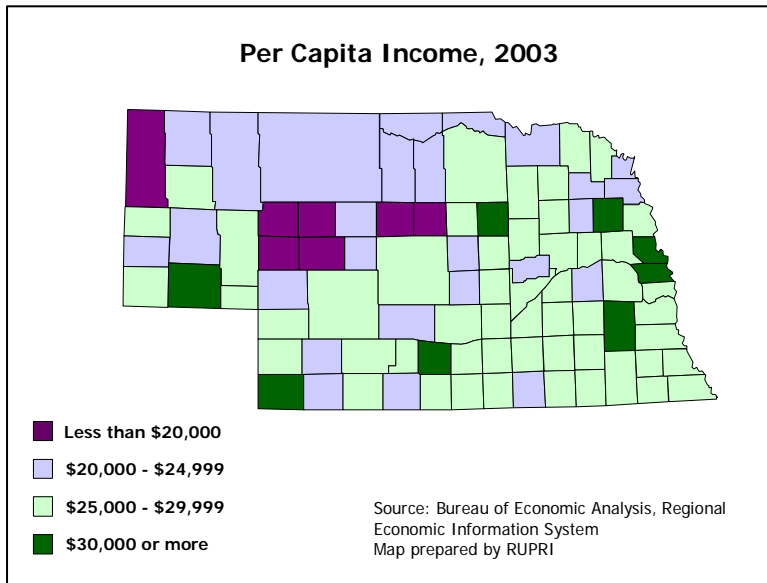 Per Capita Income, 2003
Less than $20,000
$20,000 - $24,999
$25,000 - $29,999
$30,000 or more
Source: Bureau of Economic Analysis, Regional
Economic Information System
Map prepared by RUPRI